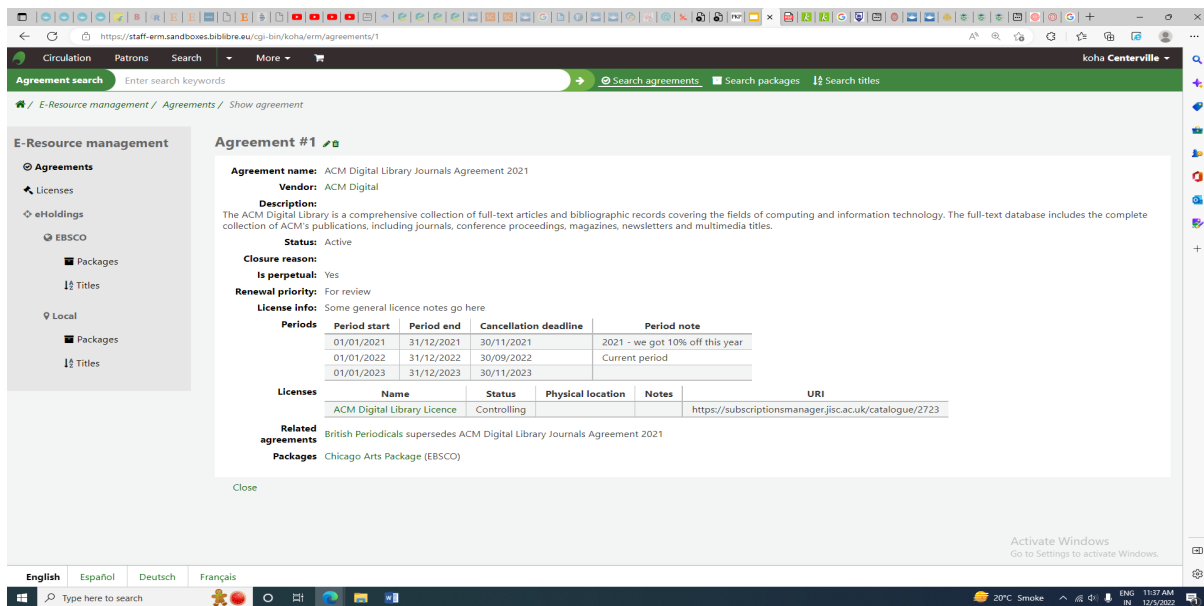 https://staff-erm.sandboxes.biblibre.eu/cgi-bin/koha/erm/agreements/1
Circulation Patrons Search More koha Centerville
Agreement search Enter search keywords Search agreements Search packages Search titles
/ E-Resource management / Agreements / Show agreement
E-Resource management
Agreements
Licenses
eHoldings
EBSCO
Packages
Titles
Local
Packages
Titles
Agreement #1
Agreement name: ACM Digital Library Journals Agreement 2021
Vendor: ACM Digital
Description:
The ACM Digital Library is a comprehensive collection of full-text articles and bibliographic records covering the fields of computing and information technology. The full-text database includes the complete
collection of ACM's publications, including journals, conference proceedings, magazines, newsletters and multimedia titles.
Status: Active
Closure reason:
Is perpetual: Yes
Renewal priority: For review
License info: Some general licence notes go here
Periods Period start Period end Cancellation deadline Period note
01/01/2021 31/12/2021 30/11/2021 2021 - we got 10% off this year
01/01/2022 31/12/2022 30/09/2022 Current period
01/01/2023 31/12/2023 30/11/2023
Licenses Name Status Physical location Notes URI
ACM Digital Library Licence Controlling https://subscriptionsmanager.jisc.ac.uk/catalogue/2723
Related agreements British Periodicals supersedes ACM Digital Library Journals Agreement 2021
Packages Chicago Arts Package (EBSCO)
Close
Activate Windows
Go to Settings to activate Windows.
English Español Deutsch Français
Type here to search 20°C Smoke ENG 11:37 AM
IN 12/5/2022